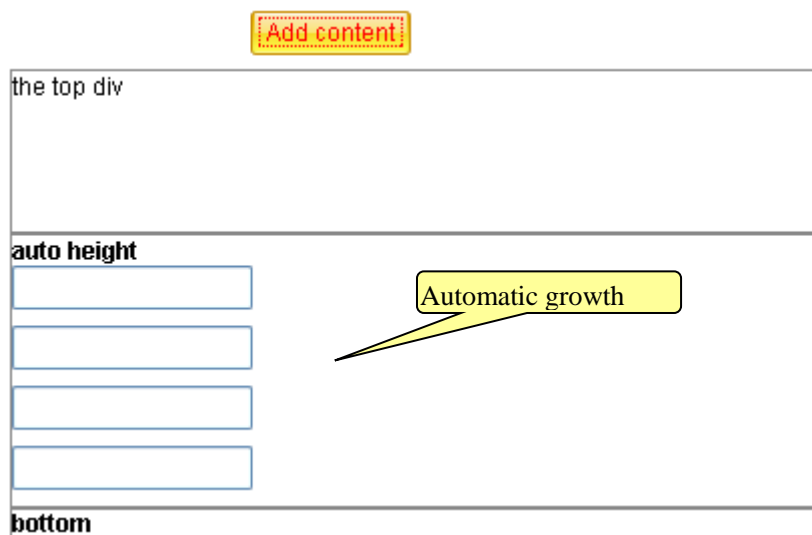 Add content
the top div
auto height
Automatic growth
bottom